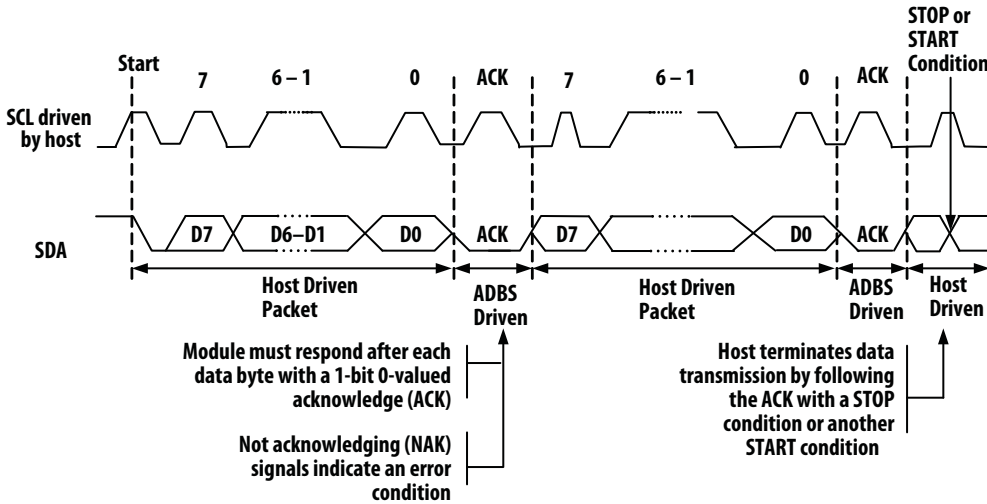 STOP or
START
Condition
Start
7
6 – 1
0
ACK
7
6 – 1
0
ACK
SCL driven
by host
SDA
D7
D6–D1
D0
ACK
D7
D0
ACK
Host Driven
Packet
ADBS
Driven
Host Driven
Packet
ADBS
Driven
Host
Driven
Module must respond after each
data byte with a 1-bit 0-valued
acknowledge (ACK)
Not acknowledging (NAK)
signals indicate an error
condition
Host terminates data
transmission by following
the ACK with a STOP
condition or another
START condition